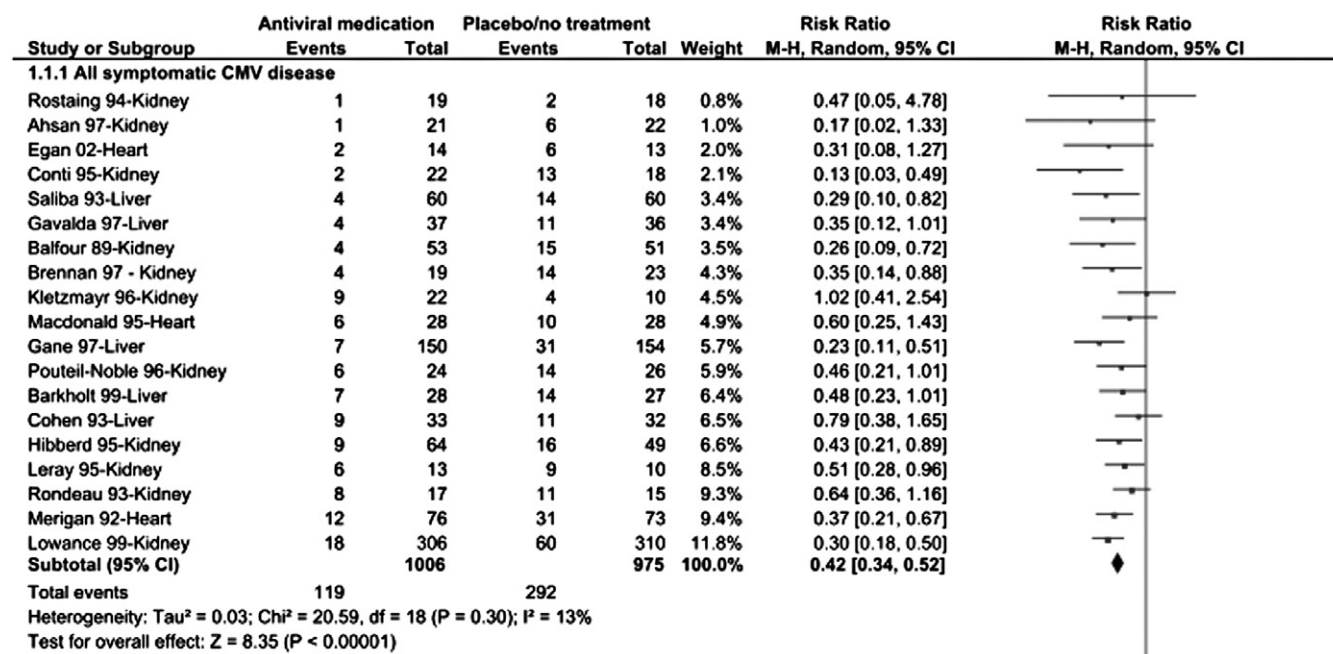 Antiviral medication Placebo/no treatment Risk Ratio Risk Ratio
Study or Subgroup Events Total Events Total Weight M-H, Random, 95% CI M-H, Random, 95% CI
1.1.1 All symptomatic CMV disease
Rostaing 94-Kidney 1 19 2 18 0.8% 0.47 [0.05, 4.78]
Ahsan 97-Kidney 1 21 6 22 1.0% 0.17 [0.02, 1.33]
Egan 02-Heart 2 14 6 13 2.0% 0.31 [0.08, 1.27]
Conti 95-Kidney 2 22 13 18 2.1% 0.13 [0.03, 0.49]
Saliba 93-Liver 4 60 14 60 3.4% 0.29 [0.10, 0.82]
Gavalda 97-Liver 4 37 11 36 3.4% 0.35 [0.12, 1.01]
Balfour 89-Kidney 4 53 15 51 3.5% 0.26 [0.09, 0.72]
Brennan 97 - Kidney 4 19 14 23 4.3% 0.35 [0.14, 0.88]
Kletzmayr 96-Kidney 9 22 4 10 4.5% 1.02 [0.41, 2.54]
Macdonald 95-Heart 6 28 10 28 4.9% 0.60 [0.25, 1.43]
Gane 97-Liver 7 150 31 154 5.7% 0.23 [0.11, 0.51]
Pouteil-Noble 96-Kidney 6 24 14 26 5.9% 0.46 [0.21, 1.01]
Barkholt 99-Liver 7 28 14 27 6.4% 0.48 [0.23, 1.01]
Cohen 93-Liver 9 33 11 32 6.5% 0.79 [0.38, 1.65]
Hibberd 95-Kidney 9 64 16 49 6.6% 0.43 [0.21, 0.89]
Leray 95-Kidney 6 13 9 10 8.5% 0.51 [0.28, 0.96]
Rondeau 93-Kidney 8 17 11 15 9.3% 0.64 [0.36, 1.16]
Merigan 92-Heart 12 76 31 73 9.4% 0.37 [0.21, 0.67]
Lowance 99-Kidney 18 306 60 310 11.8% 0.30 [0.18, 0.50]
Subtotal (95% CI) 1006 975 100.0% 0.42 [0.34, 0.52]
Total events 119 292
Heterogeneity: Tau² = 0.03; Chi² = 20.59, df = 18 (P = 0.30); I² = 13%
Test for overall effect: Z = 8.35 (P < 0.00001)